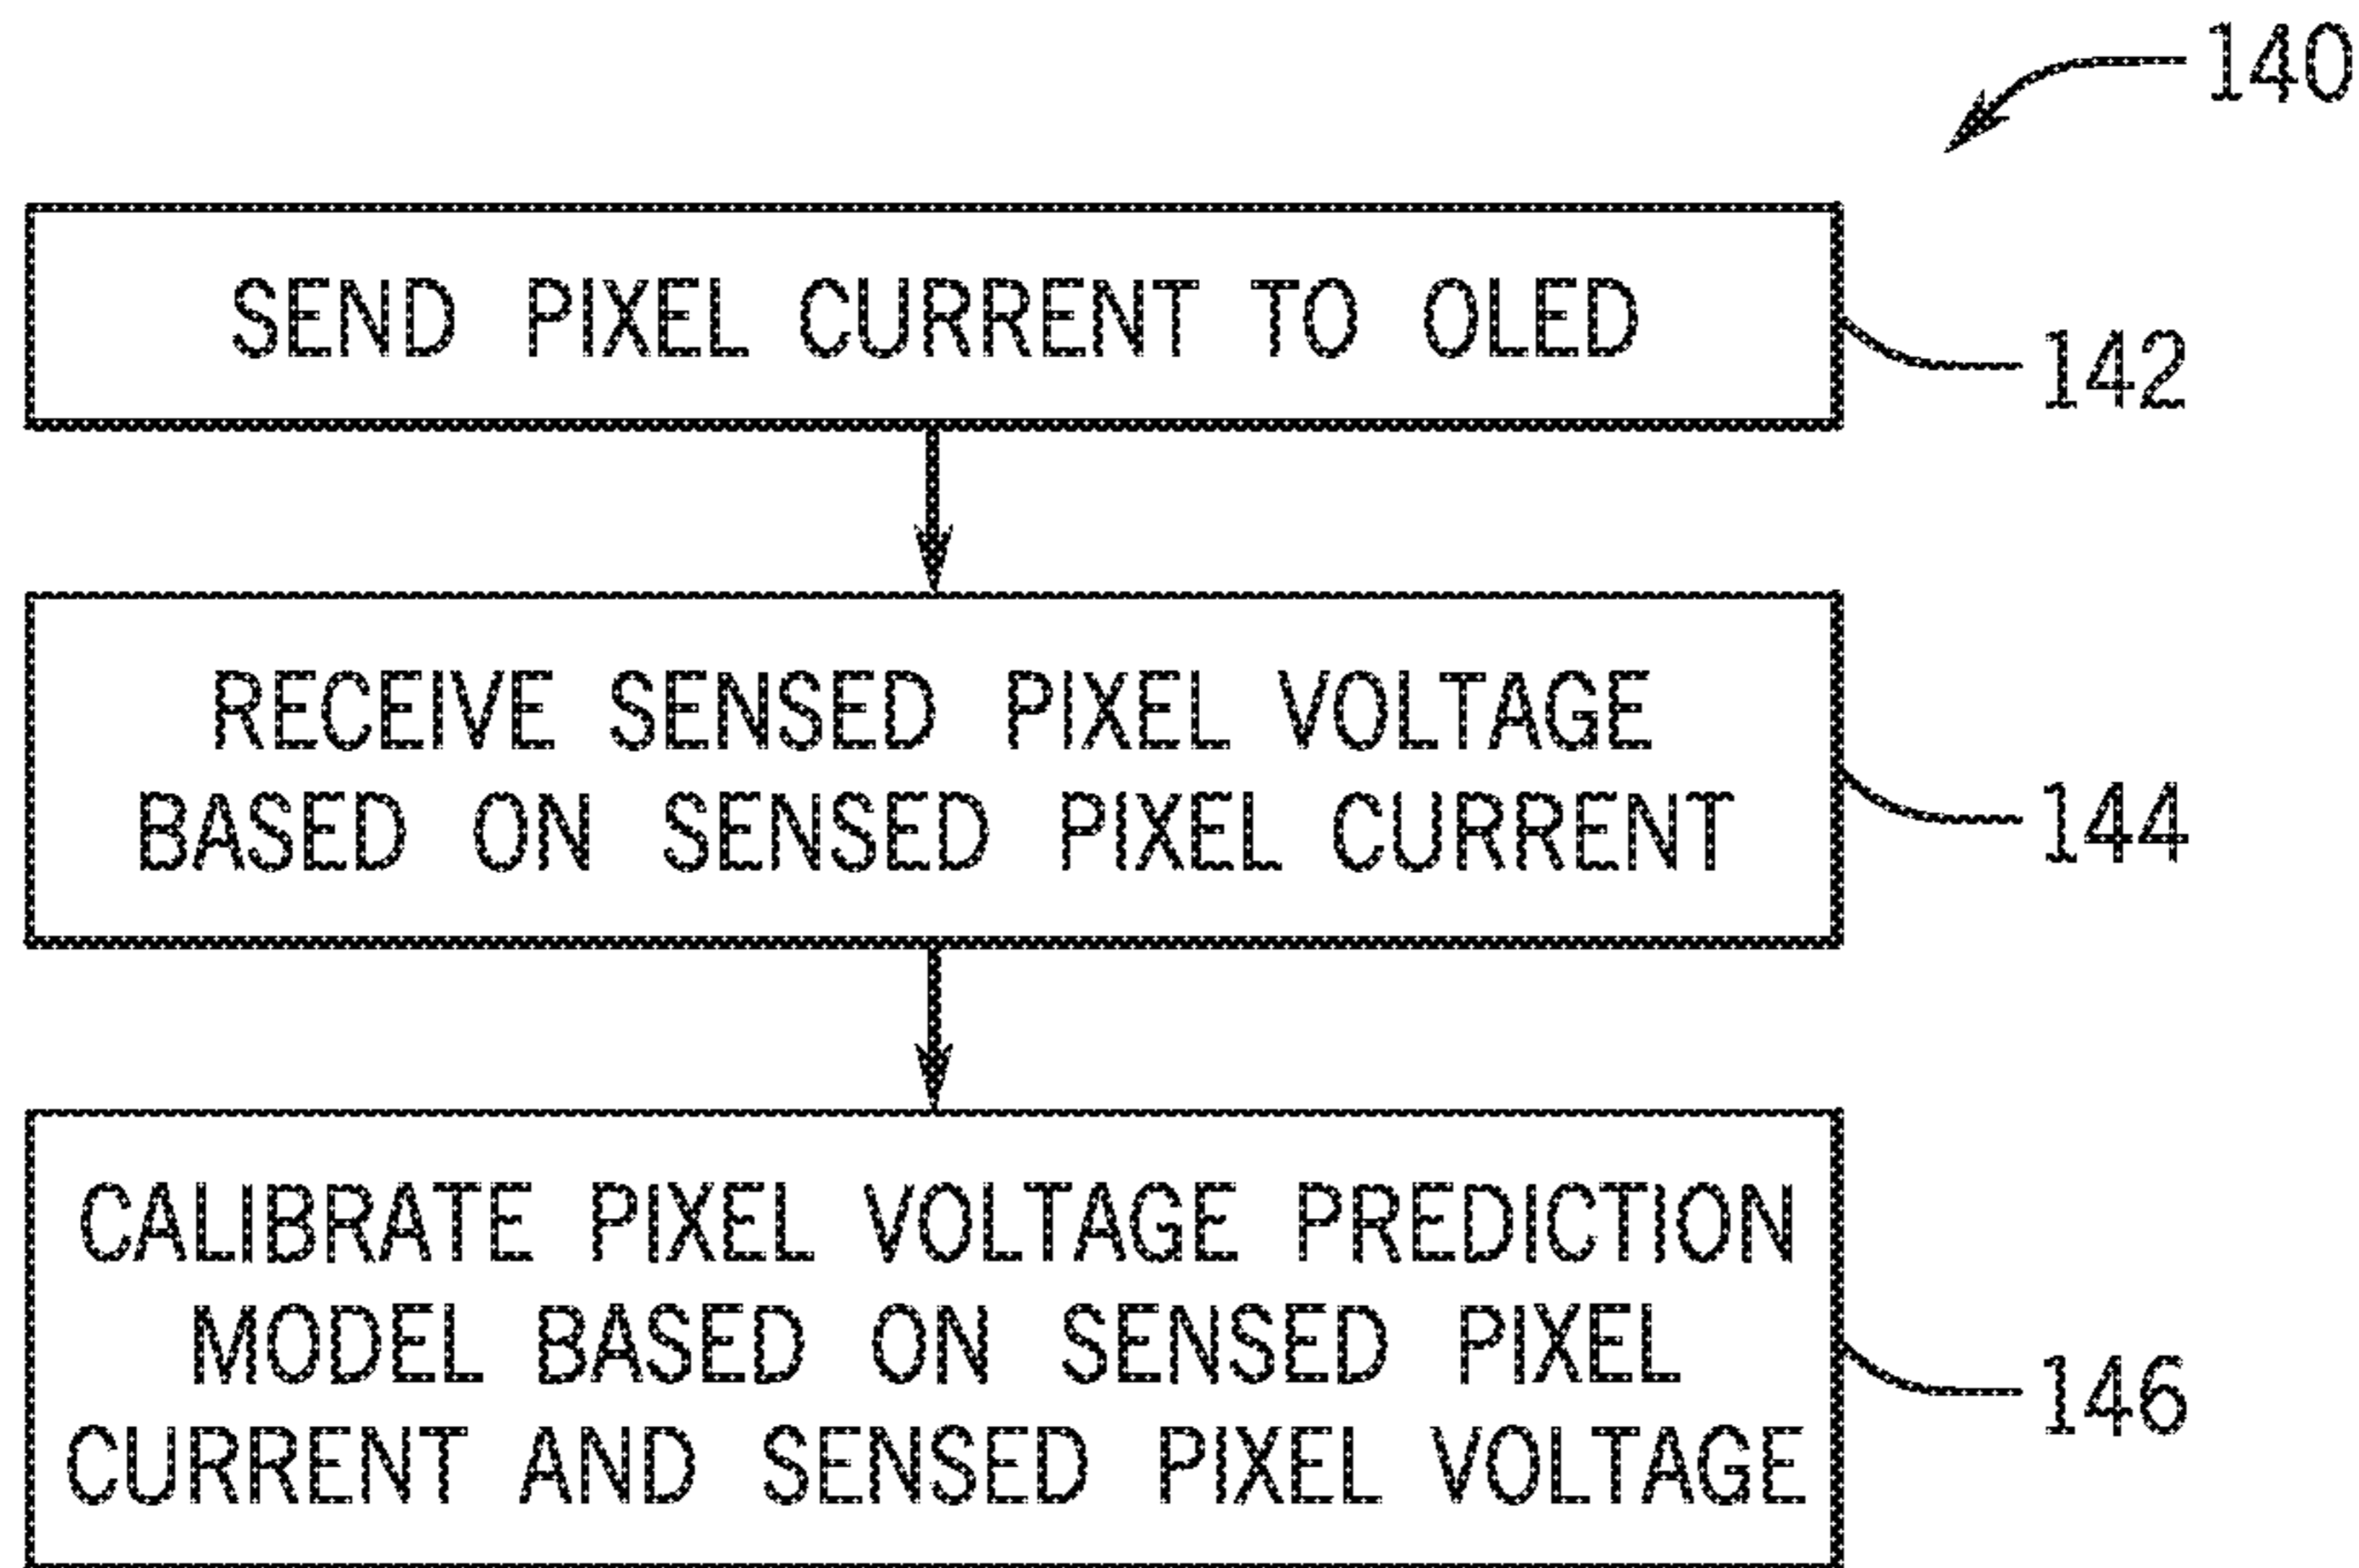 140
SEND PIXEL CURRENT TO OLED
142
RECEIVE SENSED PIXEL VOLTAGE
BASED ON SENSED PIXEL CURRENT
144
CALIBRATE PIXEL VOLTAGE PREDICTION
MODEL BASED ON SENSED PIXEL
CURRENT AND SENSED PIXEL VOLTAGE
146